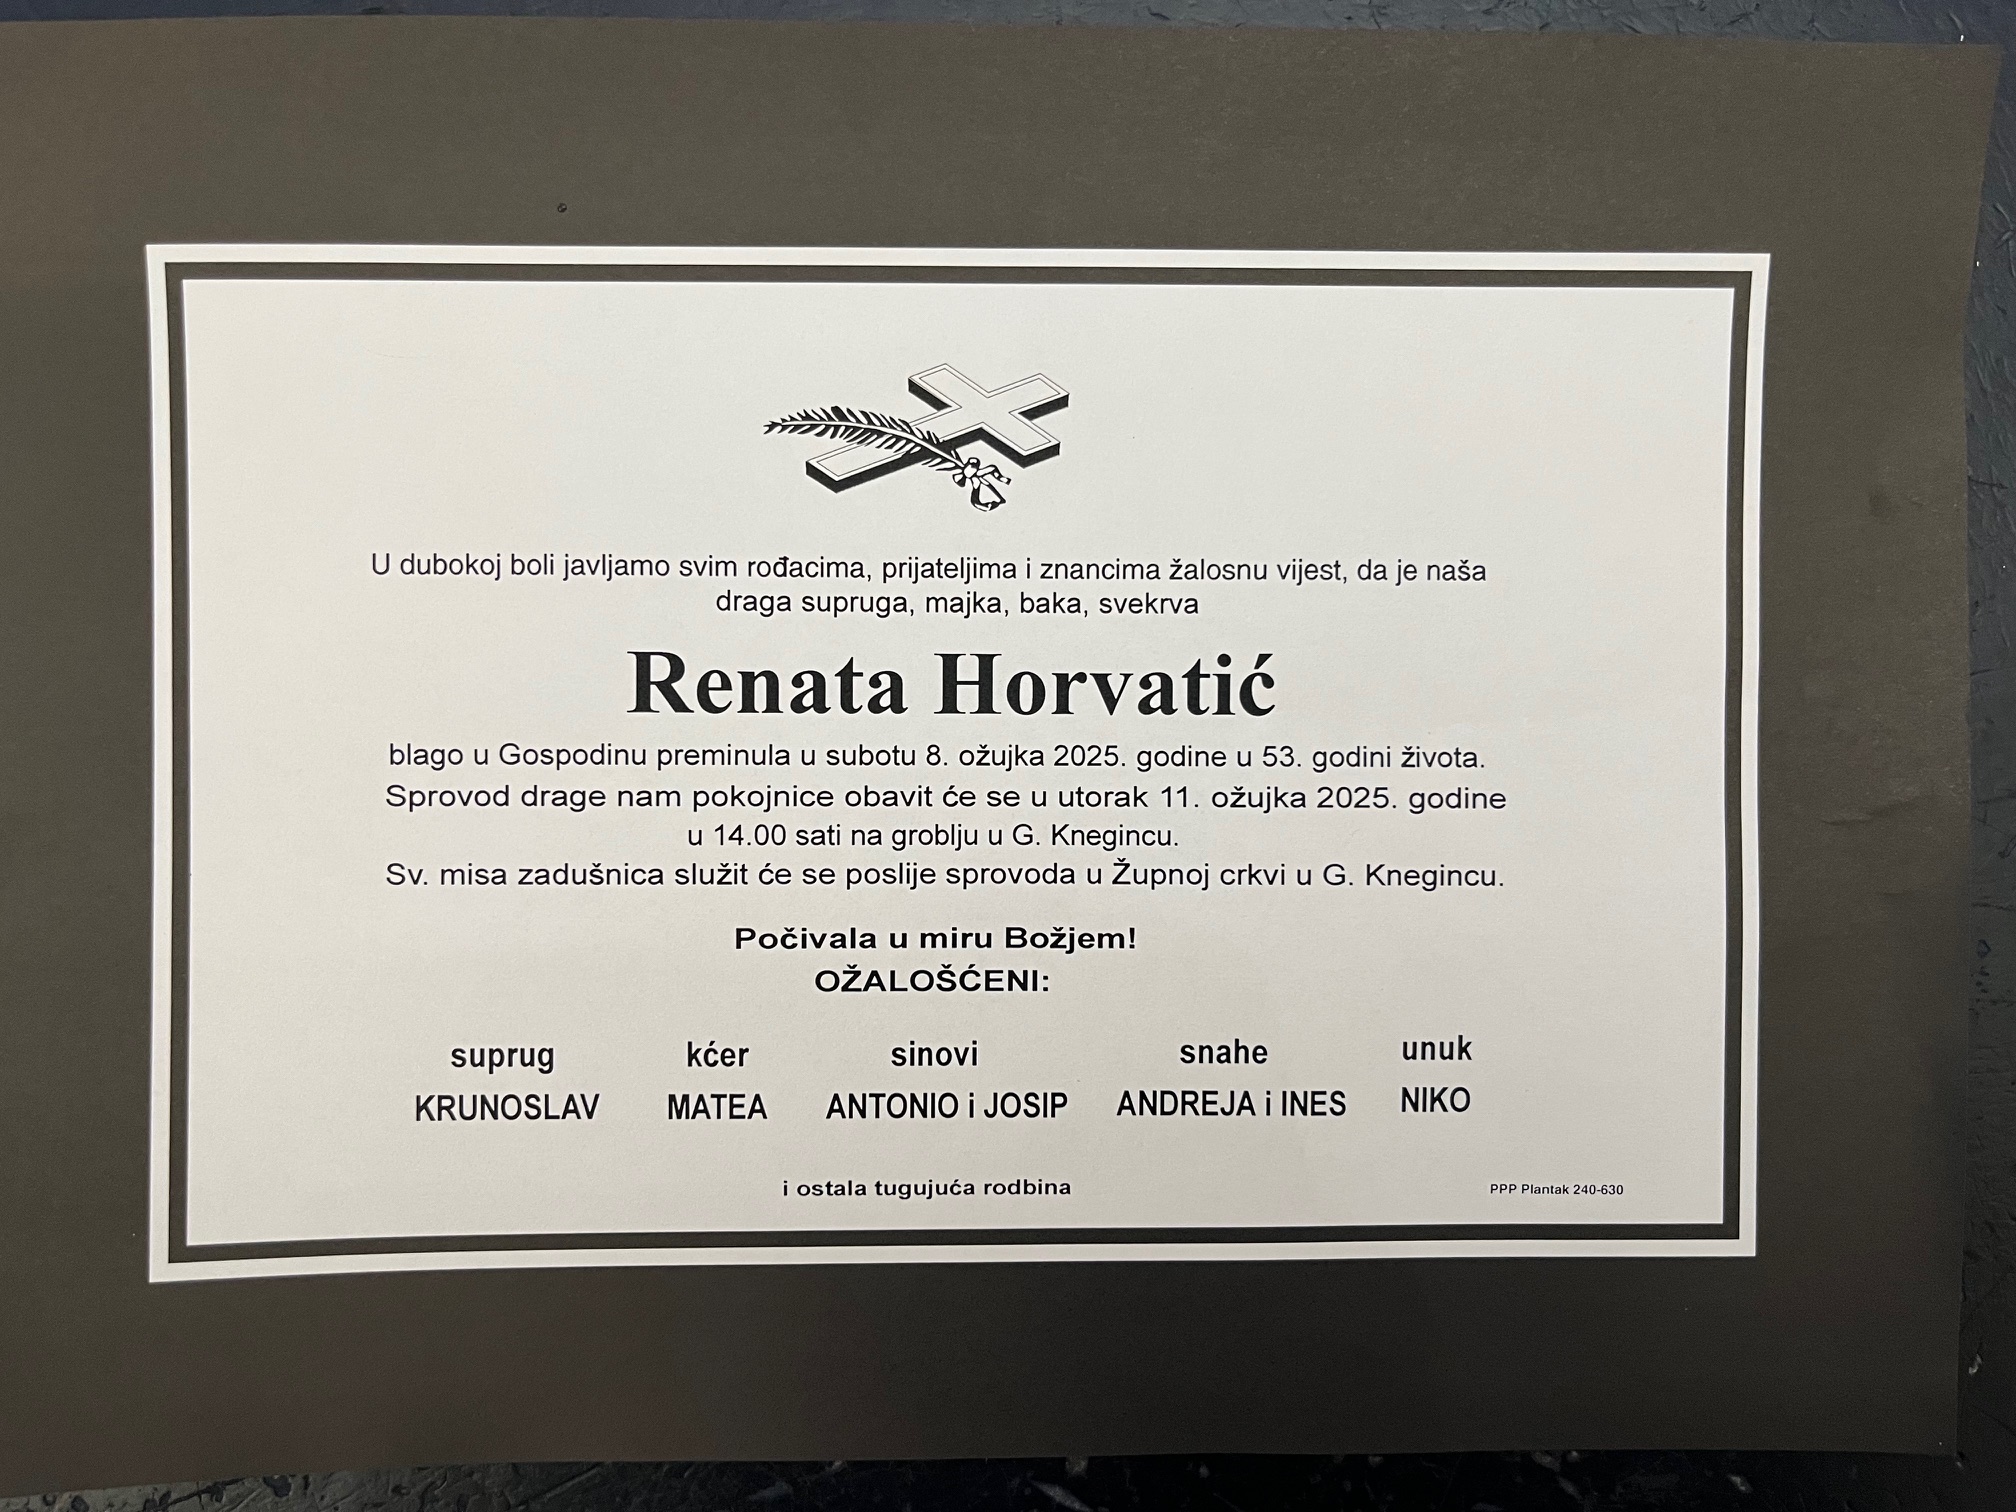 U dubokoj boli javljamo svim rođacima, prijateljima i znancima žalosnu vijest, da je naša
draga supruga, majka, baka, svekrva
Renata Horvatić
blago u Gospodinu preminula u subotu 8. ožujka 2025. godine u 53. godini života.
Sprovod drage nam pokojnice obavit će se u utorak 11. ožujka 2025. godine
u 14.00 sati na groblju u G. Knegincu.
Sv. misa zadušnica služit će se poslije sprovoda u Župnoj crkvi u G. Knegincu.
Počivala u miru Božjem!
OŽALOŠĆENI:
suprug kćer sinovi snahe unuk
KRUNOSLAV MATEA ANTONIO i JOSIP ANDREJA i INES NIKO
i ostala tugujuća rodbina
PPP Plantak 240-630